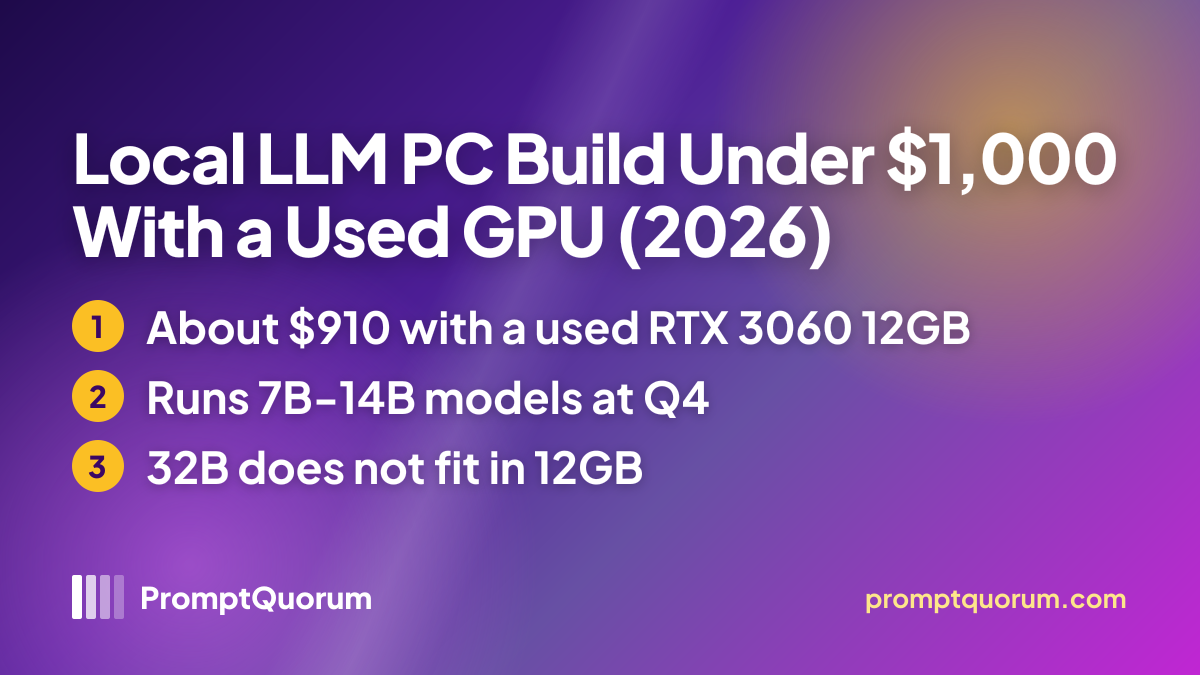 Local LLM PC Build Under $1,000
With a Used GPU (2026)
1 About $910 with a used RTX 3060 12GB
2 Runs 7B–14B models at Q4
3 32B does not fit in 12GB
PromptQuorum
promptquorum.com